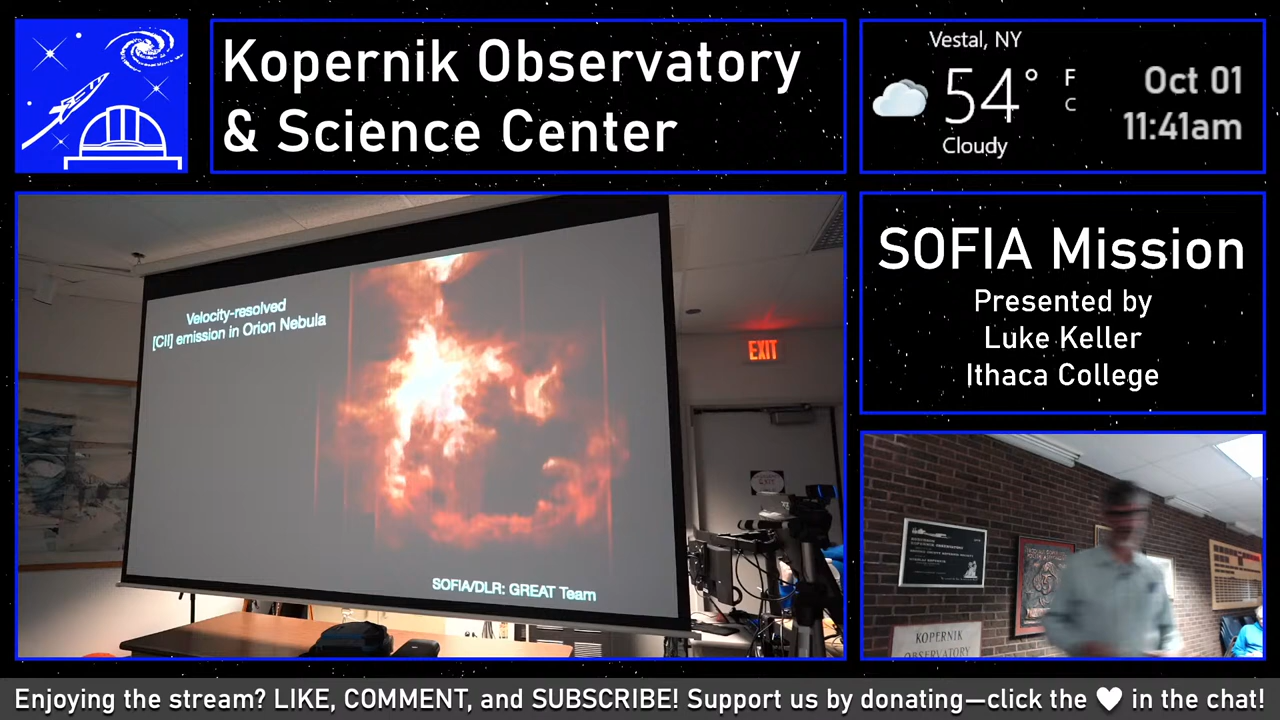 Kopernik Observatory
& Science Center
Vestal, NY
54° F
C
Cloudy
Oct 01
11:41am
Velocity-resolved
[CII] emission in Orion Nebula
SOFIA/DLR: GREAT Team
EXIT
SOFIA Mission
Presented by
Luke Keller
Ithaca College
KOPERNIK
OBSERVATORY
Enjoying the stream? LIKE, COMMENT, and SUBSCRIBE! Support us by donating—click the ♥ in the chat!